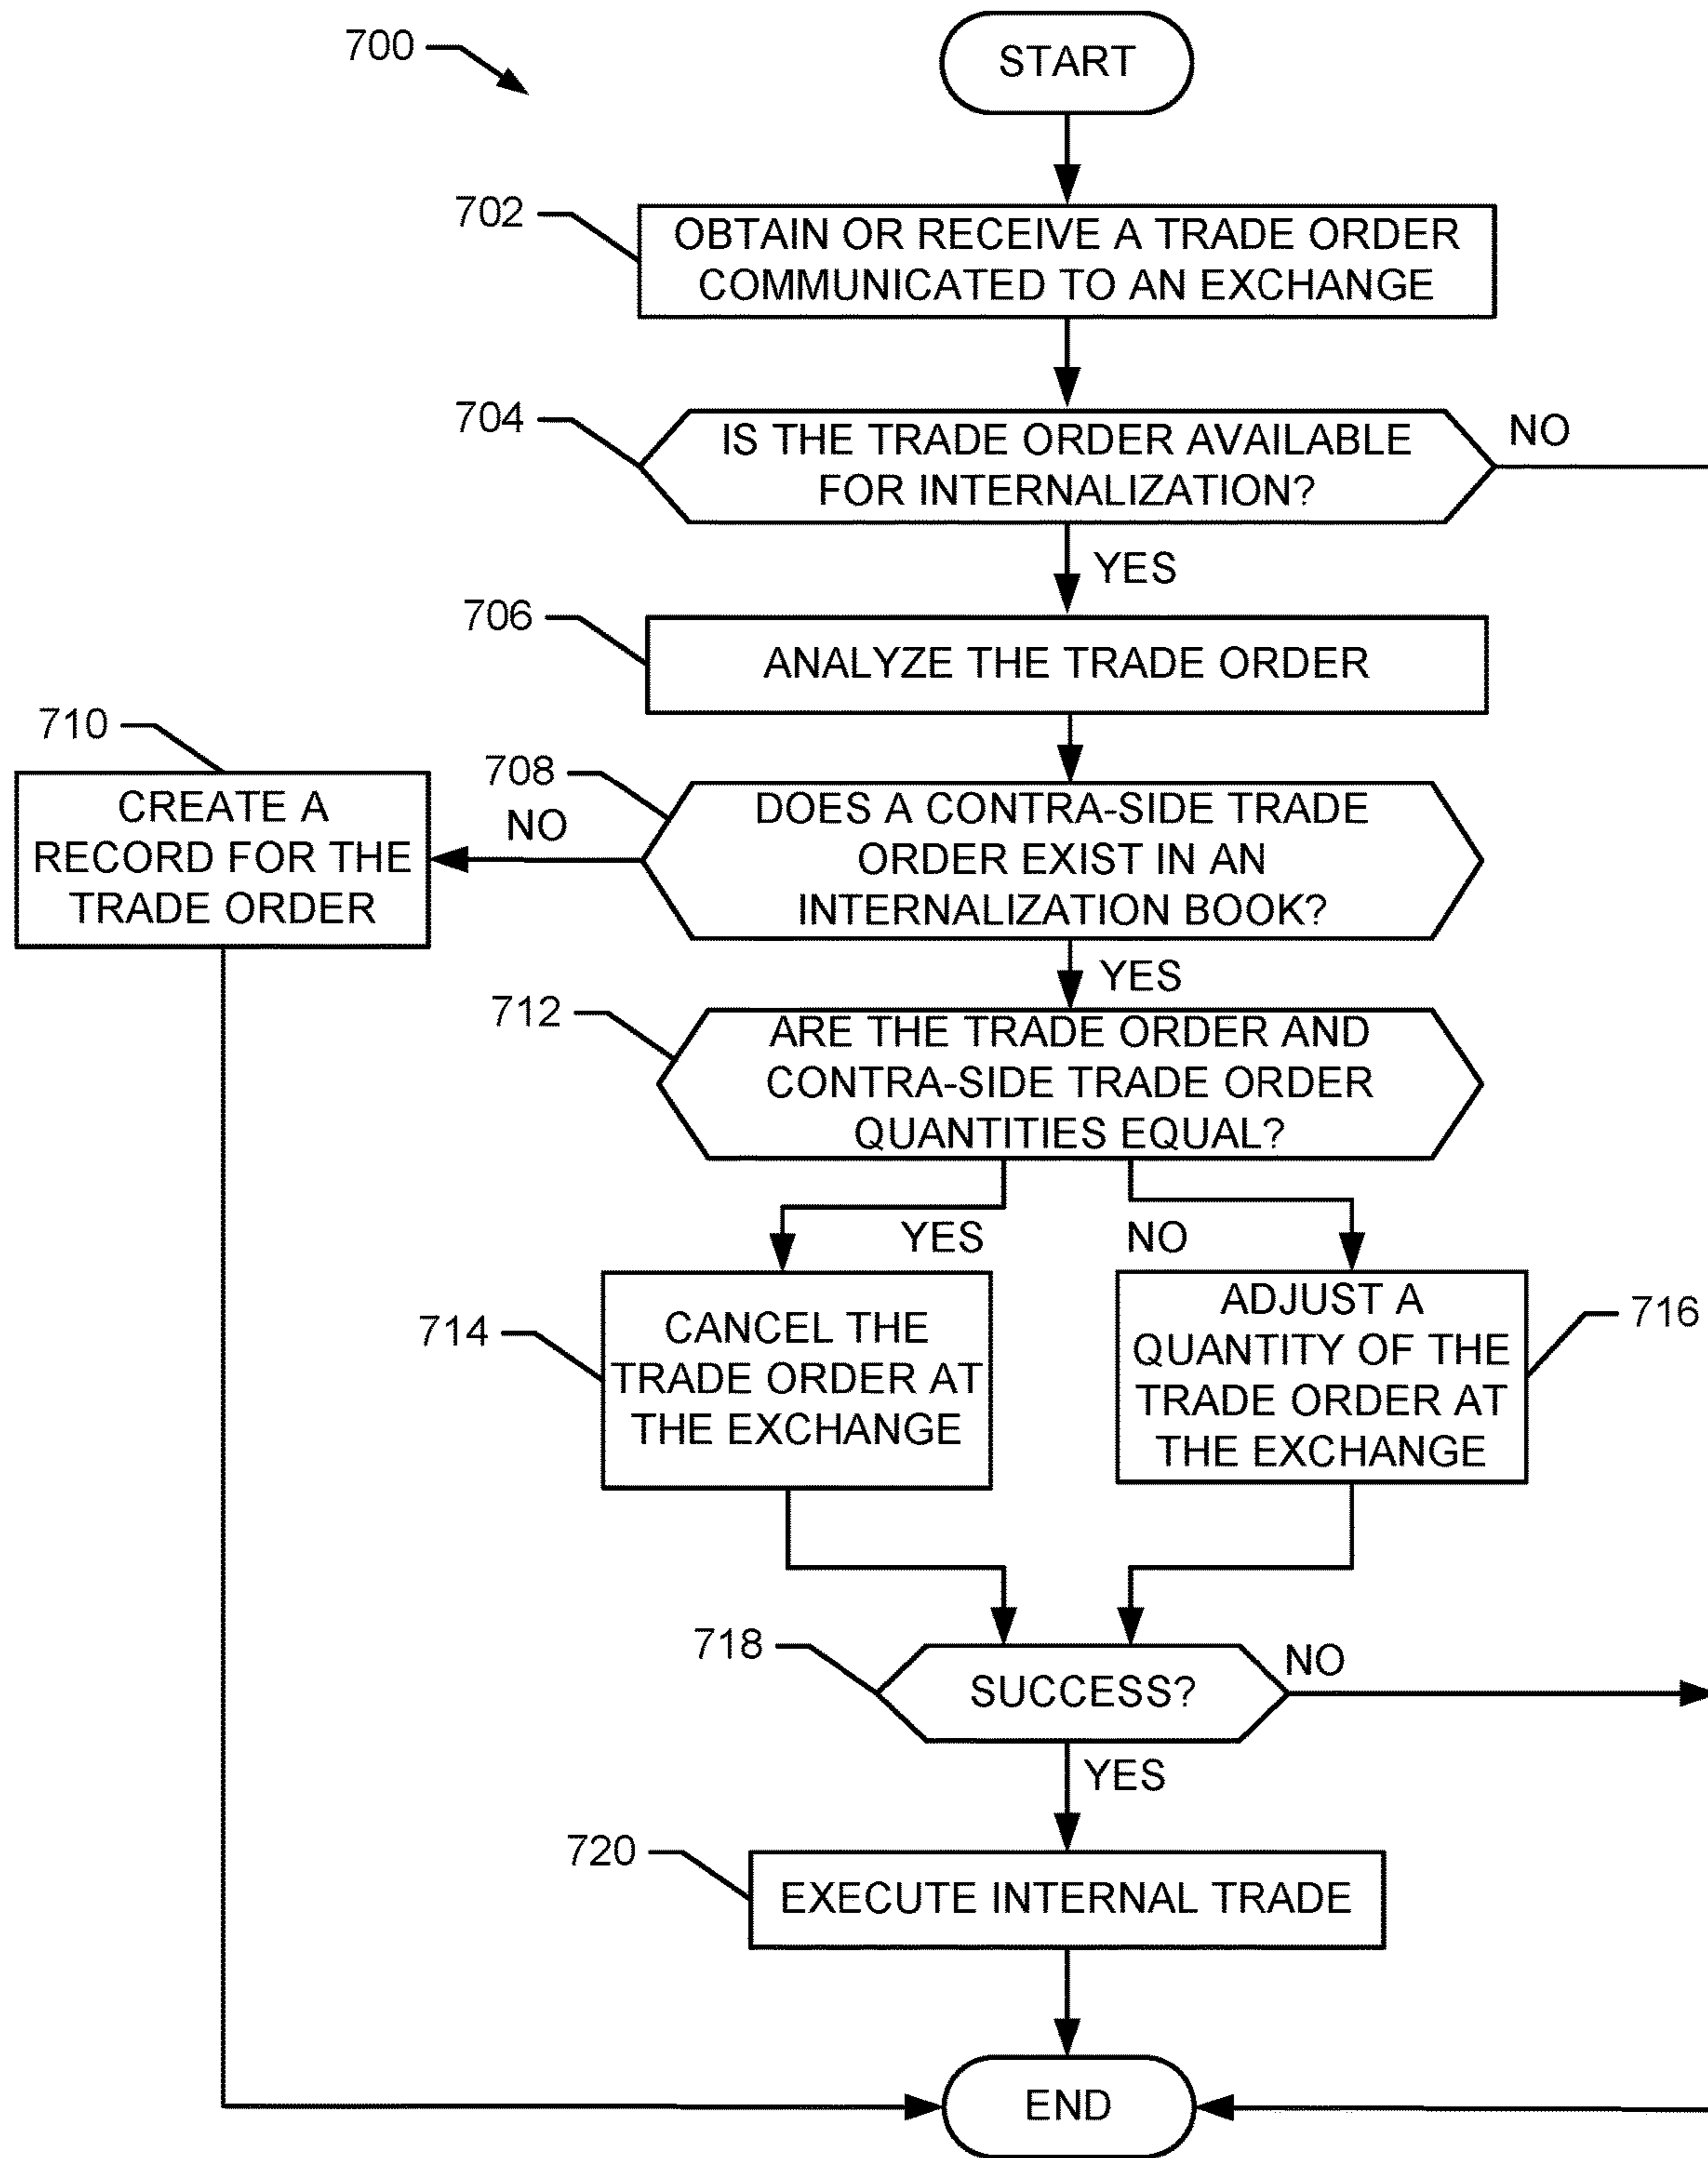 700
START
702
OBTAIN OR RECEIVE A TRADE ORDER
COMMUNICATED TO AN EXCHANGE
704
IS THE TRADE ORDER AVAILABLE
FOR INTERNALIZATION?
NO
YES
706
ANALYZE THE TRADE ORDER
710
CREATE A
RECORD FOR THE
TRADE ORDER
NO
708
DOES A CONTRA-SIDE TRADE
ORDER EXIST IN AN
INTERNALIZATION BOOK?
YES
712
ARE THE TRADE ORDER AND
CONTRA-SIDE TRADE ORDER
QUANTITIES EQUAL?
YES
NO
714
CANCEL THE
TRADE ORDER AT
THE EXCHANGE
ADJUST A
QUANTITY OF THE
TRADE ORDER AT
THE EXCHANGE
716
718
SUCCESS?
NO
YES
720
EXECUTE INTERNAL TRADE
END